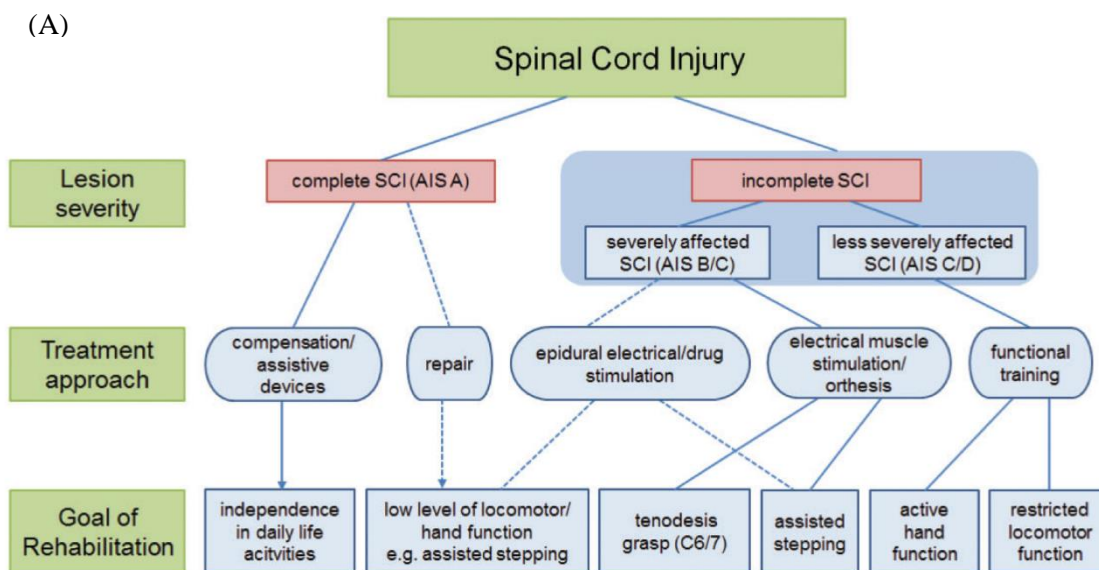 (A)
Spinal Cord Injury
Lesion
severity
complete SCI (AIS A)
incomplete SCI
severely affected
SCI (AIS B/C)
less severely affected
SCI (AIS C/D)
Treatment
approach
compensation/
assistive
devices
repair
epidural electrical/drug
stimulation
electrical muscle
stimulation/
orthesis
functional
training
Goal of
Rehabilitation
independence
in daily life
acitvities
low level of locomotor/
hand function
e.g. assisted stepping
tenodesis
grasp (C6/7)
assisted
stepping
active
hand
function
restricted
locomotor
function